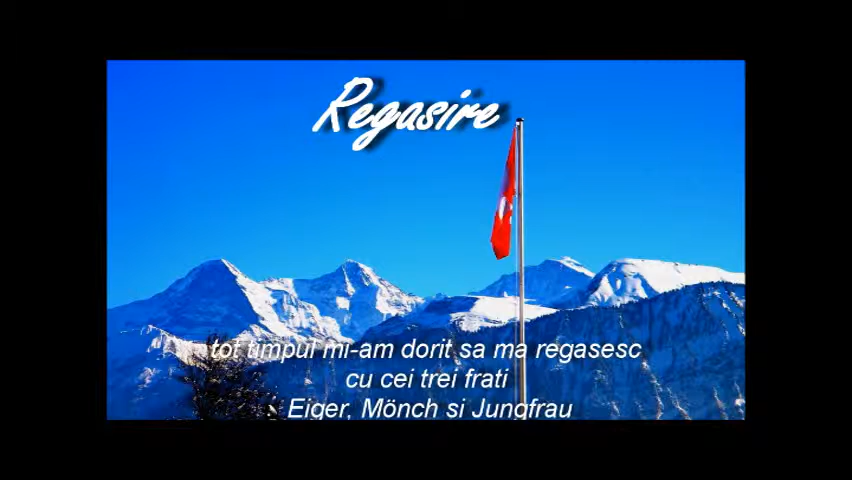 Regasire
tot timpul mi-am dorit sa ma regasesc
cu cei trei frati
Eiger, Mönch si Jungfrau